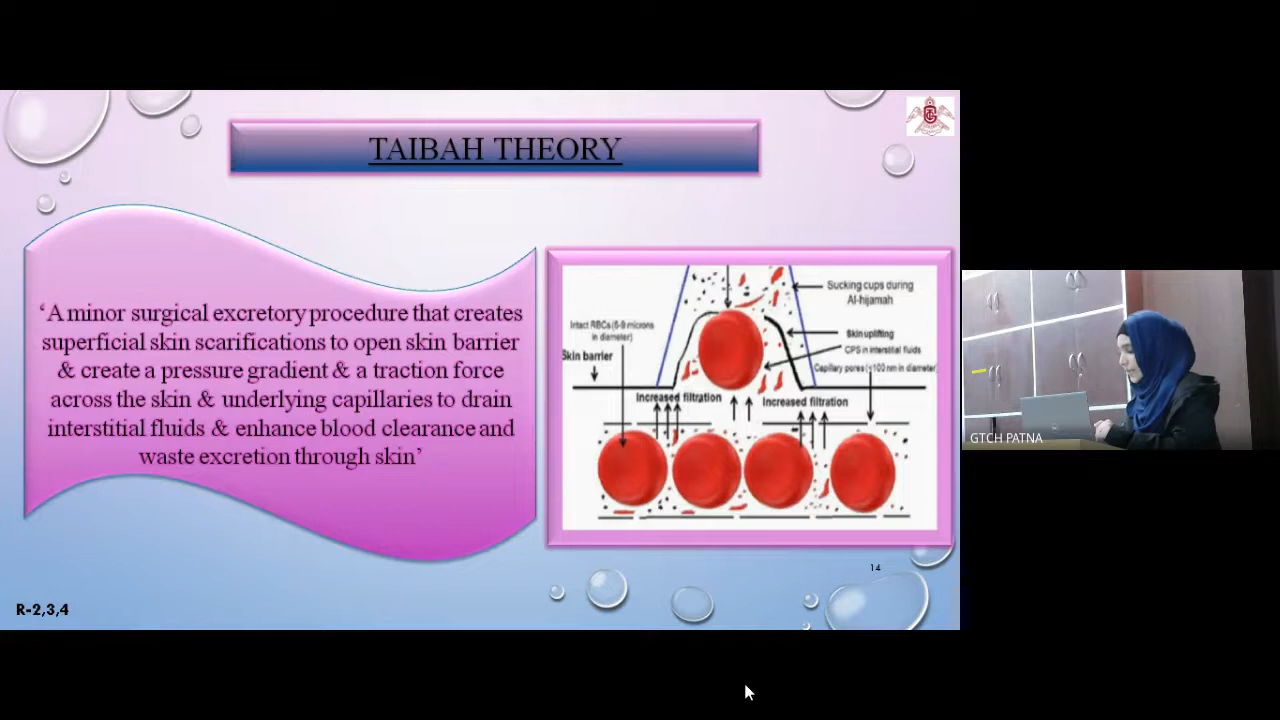 TAIBAH THEORY
‘A minor surgical excretory procedure that creates
superficial skin scarifications to open skin barrier
& create a pressure gradient & a traction force
across the skin & underlying capillaries to drain
interstitial fluids & enhance blood clearance and
waste excretion through skin’
Sucking cups during
Al-hijamah
Intact RBCs (6-9 microns
in diameter)
Skin uplifting
CPS in interstitial fluids
Skin barrier
Capillary pores (<100 nm in diameter)
Increased filtration
Increased filtration
14
R-2,3,4
GTCH PATNA